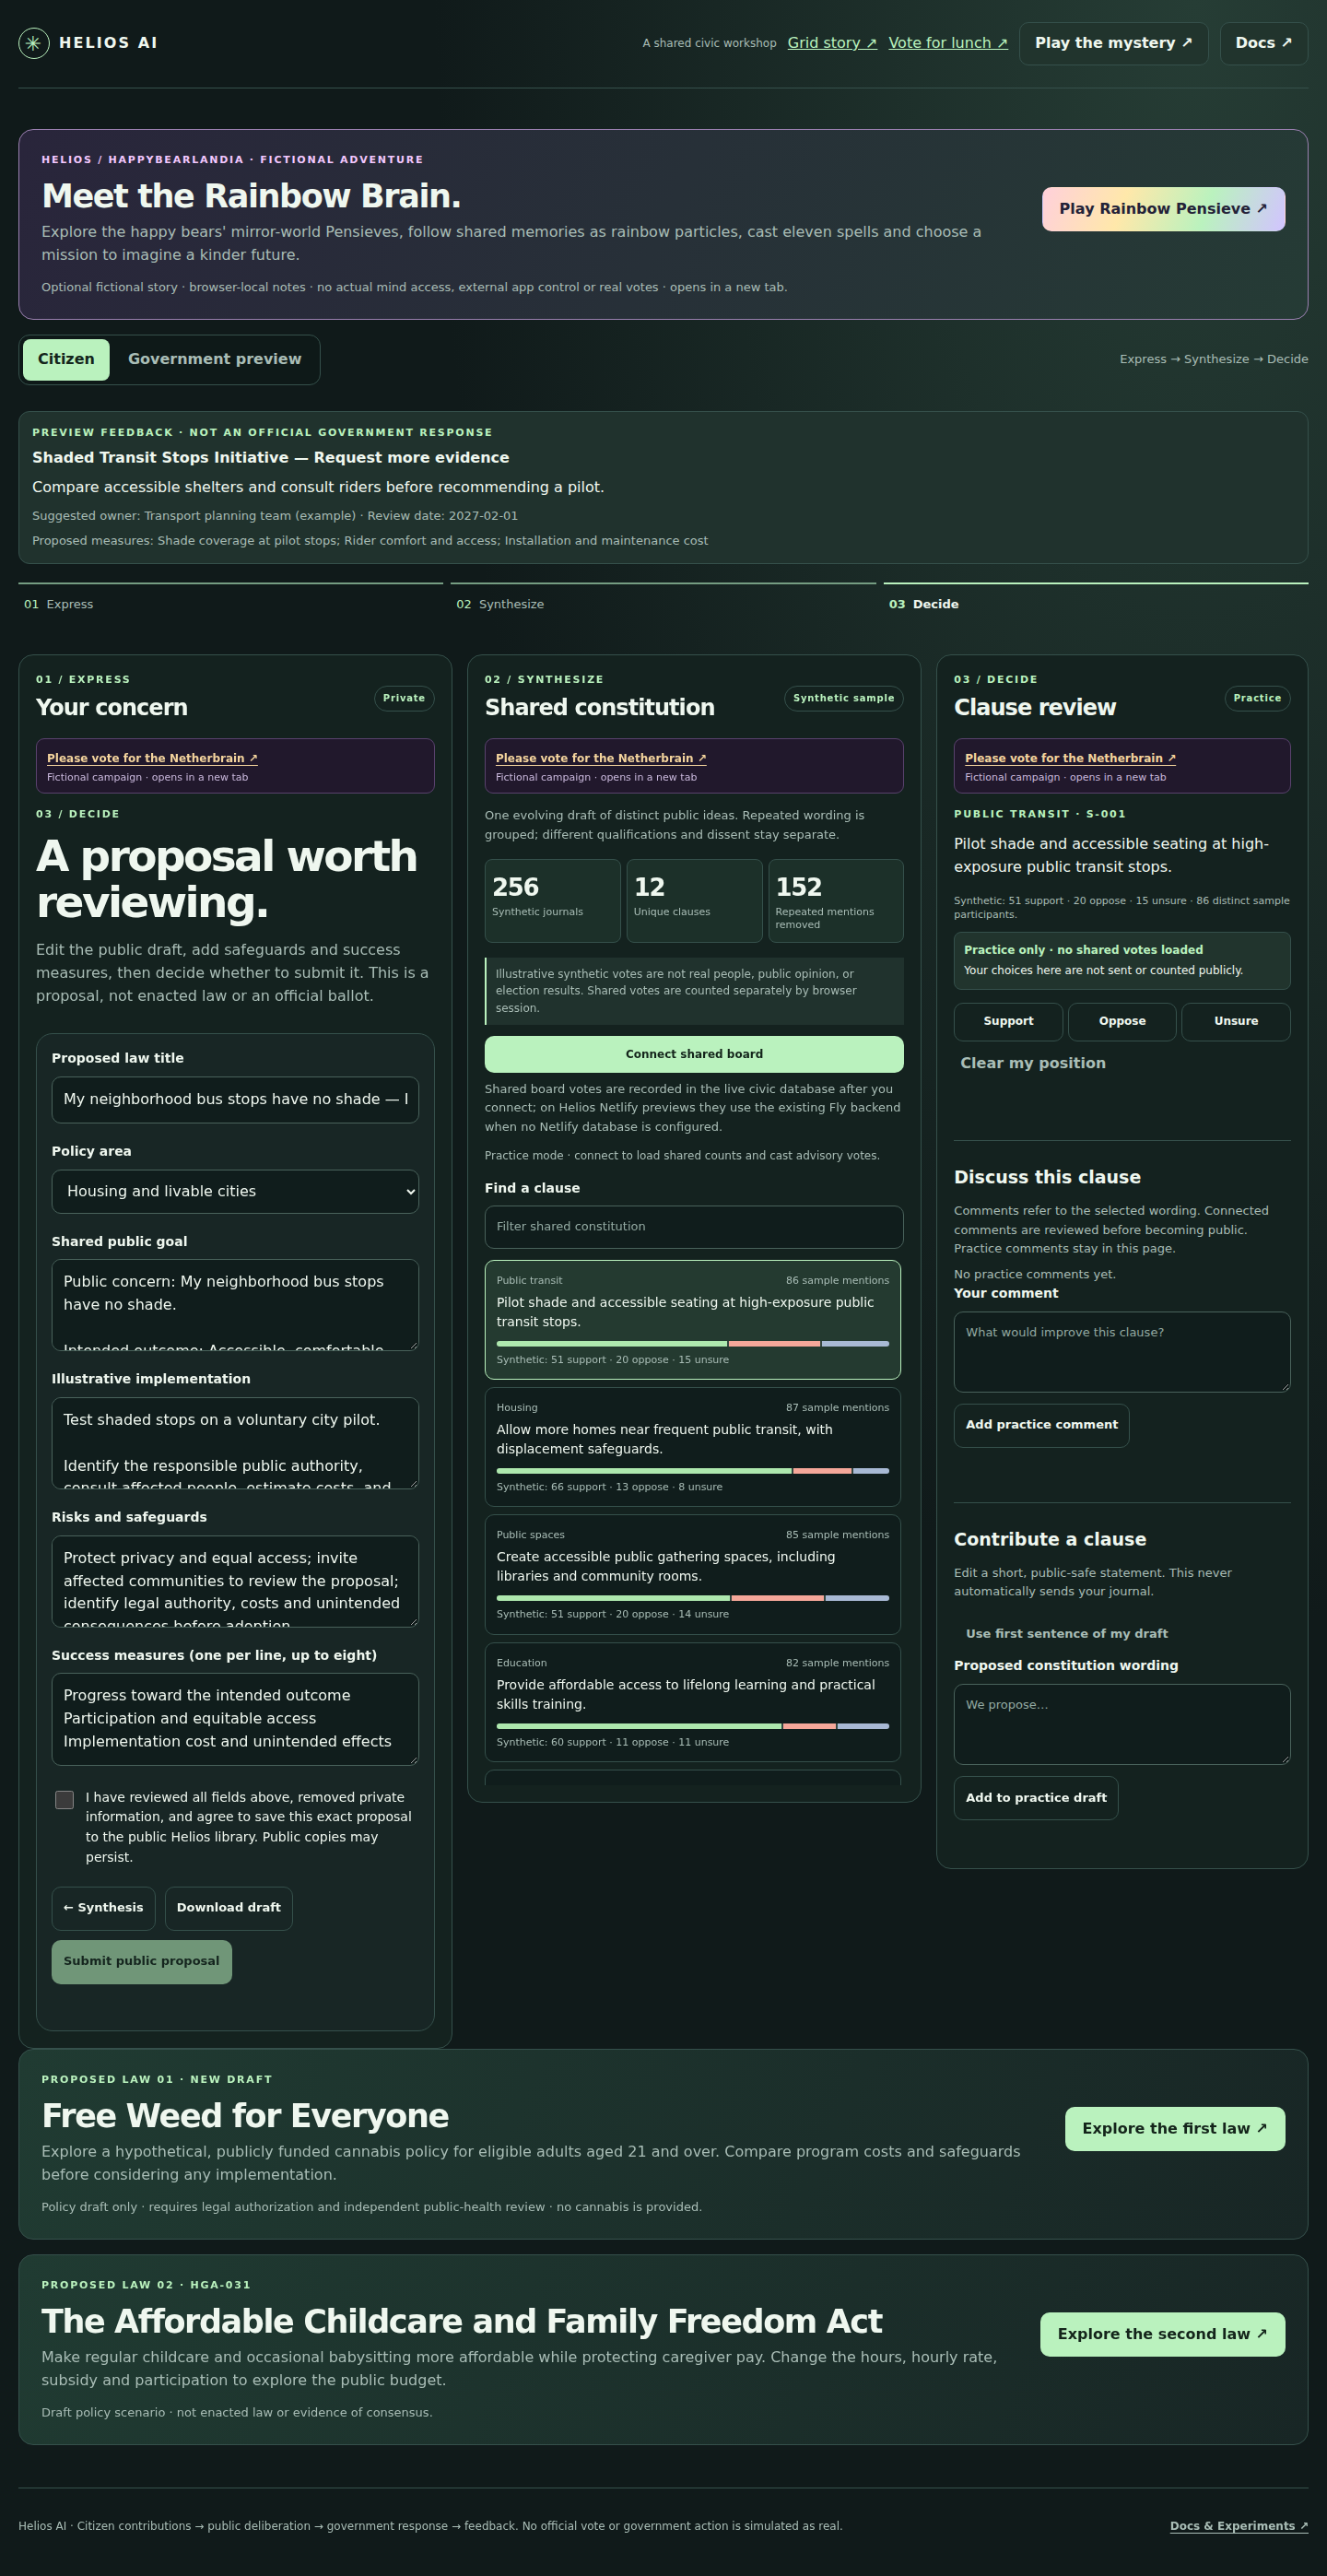 HELIOS AI
A shared civic workshop
Grid story ↗
Vote for lunch ↗
Play the mystery ↗
Docs ↗
HELIOS / HAPPYBEARLANDIA · FICTIONAL ADVENTURE
Meet the Rainbow Brain.
Explore the happy bears' mirror-world Pensieves, follow shared memories as rainbow particles, cast eleven spells and choose a
mission to imagine a kinder future.
Optional fictional story · browser-local notes · no actual mind access, external app control or real votes · opens in a new tab.
Play Rainbow Pensieve ↗
Citizen
Government preview
Express → Synthesize → Decide
PREVIEW FEEDBACK · NOT AN OFFICIAL GOVERNMENT RESPONSE
Shaded Transit Stops Initiative — Request more evidence
Compare accessible shelters and consult riders before recommending a pilot.
Suggested owner: Transport planning team (example) · Review date: 2027-02-01
Proposed measures: Shade coverage at pilot stops; Rider comfort and access; Installation and maintenance cost
01 Express
02 Synthesize
03 Decide
01 / EXPRESS
Your concern
Private
Please vote for the Netherbrain ↗
Fictional campaign · opens in a new tab
03 / DECIDE
A proposal worth
reviewing.
Edit the public draft, add safeguards and success
measures, then decide whether to submit it. This is a
proposal, not enacted law or an official ballot.
Proposed law title
My neighborhood bus stops have no shade — I
Policy area
Housing and livable cities
Shared public goal
Public concern: My neighborhood bus stops
have no shade.
Intended outcome: Accessible, comfortable
Illustrative implementation
Test shaded stops on a voluntary city pilot.
Identify the responsible public authority,
consult affected people, estimate costs, and
Risks and safeguards
Protect privacy and equal access; invite
affected communities to review the proposal;
identify legal authority, costs and unintended
consequences before adoption.
Success measures (one per line, up to eight)
Progress toward the intended outcome
Participation and equitable access
Implementation cost and unintended effects
I have reviewed all fields above, removed private
information, and agree to save this exact proposal
to the public Helios library. Public copies may
persist.
← Synthesis
Download draft
Submit public proposal
02 / SYNTHESIZE
Shared constitution
Synthetic sample
Please vote for the Netherbrain ↗
Fictional campaign · opens in a new tab
One evolving draft of distinct public ideas. Repeated wording is
grouped; different qualifications and dissent stay separate.
256
Synthetic journals
12
Unique clauses
152
Repeated mentions
removed
Illustrative synthetic votes are not real people, public opinion, or
election results. Shared votes are counted separately by browser
session.
Connect shared board
Shared board votes are recorded in the live civic database after you
connect; on Helios Netlify previews they use the existing Fly backend
when no Netlify database is configured.
Practice mode · connect to load shared counts and cast advisory votes.
Find a clause
Filter shared constitution
Public transit
86 sample mentions
Pilot shade and accessible seating at high-exposure public
transit stops.
Synthetic: 51 support · 20 oppose · 15 unsure
Housing
87 sample mentions
Allow more homes near frequent public transit, with
displacement safeguards.
Synthetic: 66 support · 13 oppose · 8 unsure
Public spaces
85 sample mentions
Create accessible public gathering spaces, including
libraries and community rooms.
Synthetic: 51 support · 20 oppose · 14 unsure
Education
82 sample mentions
Provide affordable access to lifelong learning and practical
skills training.
Synthetic: 60 support · 11 oppose · 11 unsure
03 / DECIDE
Clause review
Practice
Please vote for the Netherbrain ↗
Fictional campaign · opens in a new tab
PUBLIC TRANSIT · S-001
Pilot shade and accessible seating at high-
exposure public transit stops.
Synthetic: 51 support · 20 oppose · 15 unsure · 86 distinct sample
participants.
Practice only · no shared votes loaded
Your choices here are not sent or counted publicly.
Support
Oppose
Unsure
Clear my position
Discuss this clause
Comments refer to the selected wording. Connected
comments are reviewed before becoming public.
Practice comments stay in this page.
No practice comments yet.
Your comment
What would improve this clause?
Add practice comment
Contribute a clause
Edit a short, public-safe statement. This never
automatically sends your journal.
Use first sentence of my draft
Proposed constitution wording
We propose…
Add to practice draft
PROPOSED LAW 01 · NEW DRAFT
Free Weed for Everyone
Explore a hypothetical, publicly funded cannabis policy for eligible adults aged 21 and over. Compare program costs and safeguards
before considering any implementation.
Policy draft only · requires legal authorization and independent public-health review · no cannabis is provided.
Explore the first law ↗
PROPOSED LAW 02 · HGA-031
The Affordable Childcare and Family Freedom Act
Make regular childcare and occasional babysitting more affordable while protecting caregiver pay. Change the hours, hourly rate,
subsidy and participation to explore the public budget.
Draft policy scenario · not enacted law or evidence of consensus.
Explore the second law ↗
Helios AI · Citizen contributions → public deliberation → government response → feedback. No official vote or government action is simulated as real.
Docs & Experiments ↗